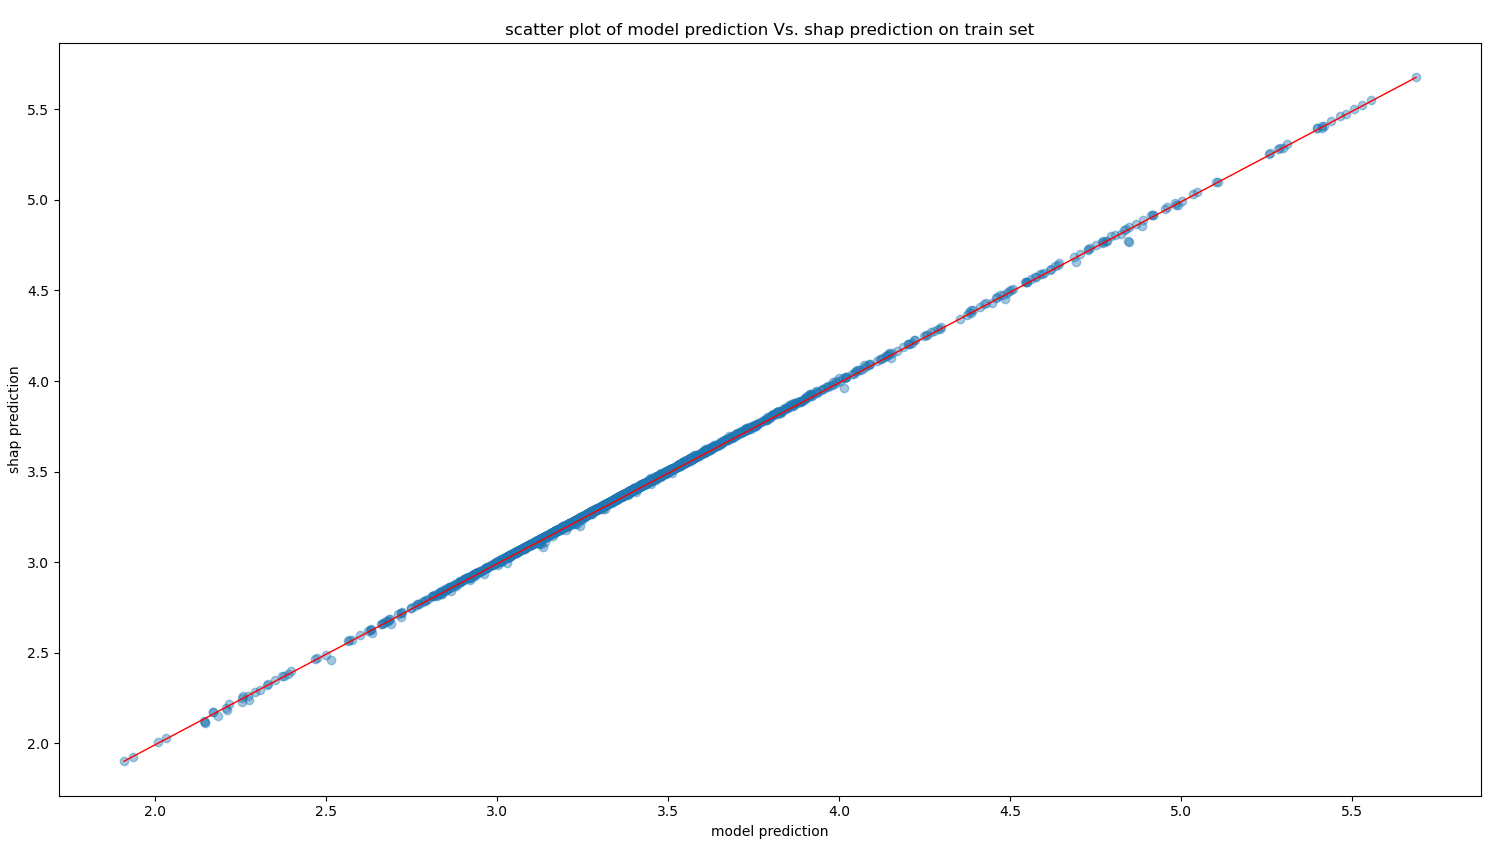 scatter plot of model prediction Vs. shap prediction on train set
5.5
5.0
4.5
4.0
3.5
3.0
2.5
2.0
shap prediction
2.0 2.5 3.0 3.5 4.0 4.5 5.0 5.5
model prediction